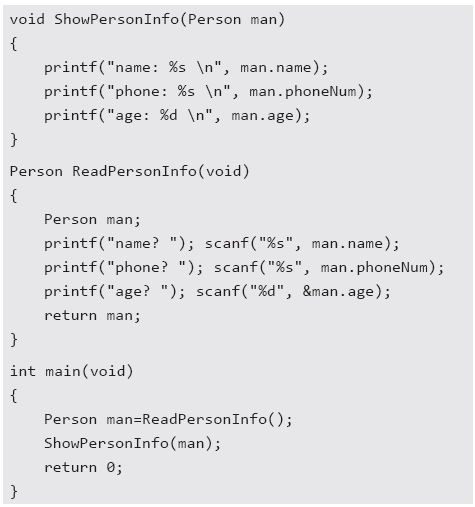 void ShowPersonInfo(Person man)
{
    printf("name: %s \n", man.name);
    printf("phone: %s \n", man.phoneNum);
    printf("age: %d \n", man.age);
}
Person ReadPersonInfo(void)
{
    Person man;
    printf("name? "); scanf("%s", man.name);
    printf("phone? "); scanf("%s", man.phoneNum);
    printf("age? "); scanf("%d", &man.age);
    return man;
}
int main(void)
{
    Person man=ReadPersonInfo();
    ShowPersonInfo(man);
    return 0;
}